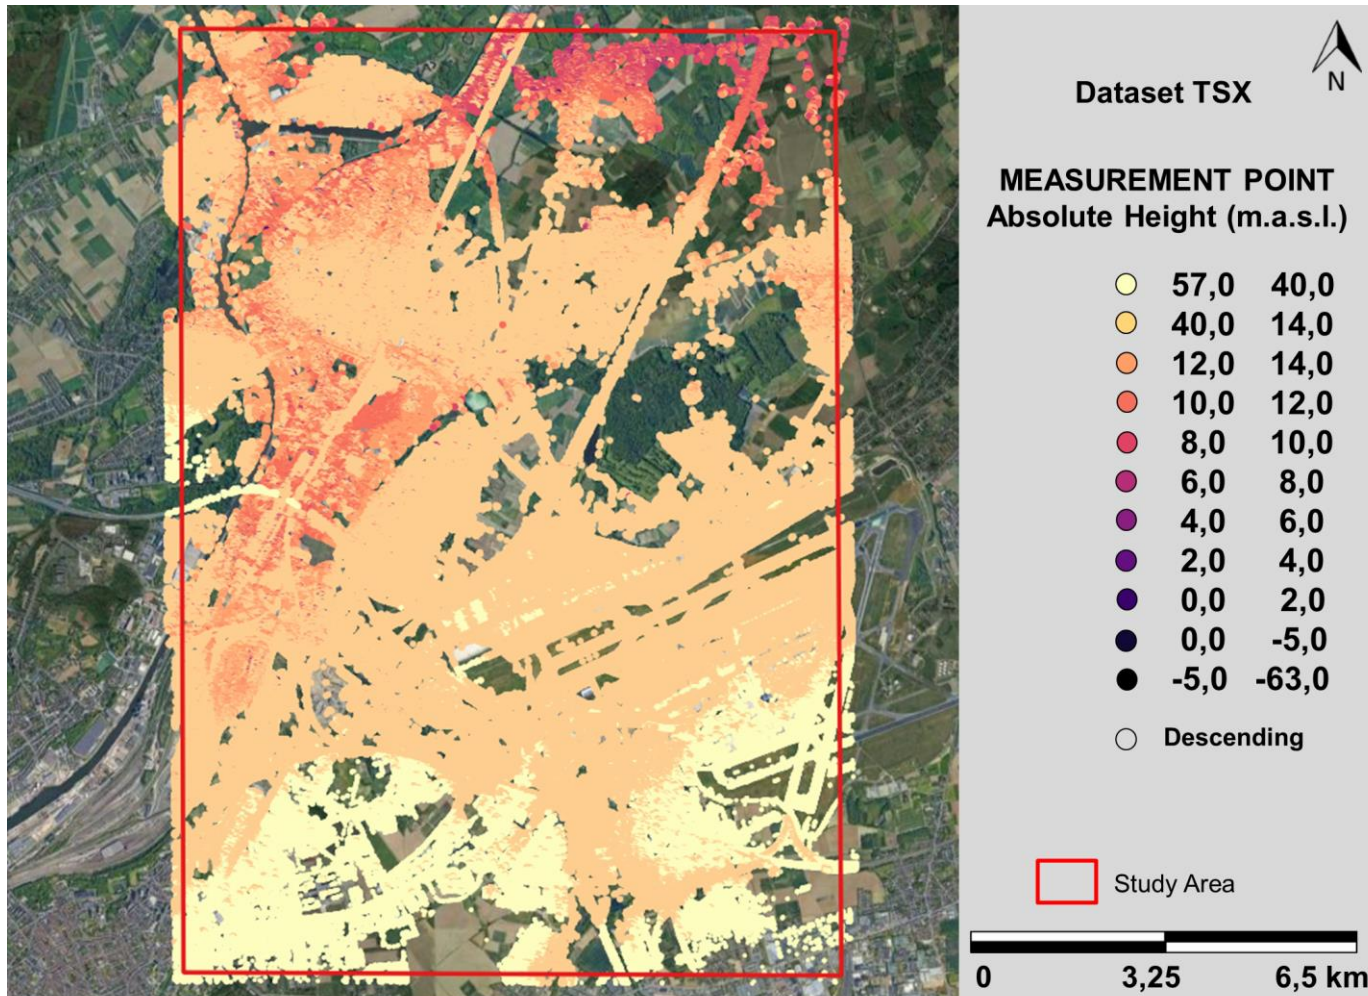 N
Dataset TSX
MEASUREMENT POINT
Absolute Height (m.a.s.l.)
57,0 40,0
40,0 14,0
12,0 14,0
10,0 12,0
8,0 10,0
6,0 8,0
4,0 6,0
2,0 4,0
0,0 2,0
0,0 -5,0
-5,0 -63,0
Descending
Study Area
0 3,25 6,5 km